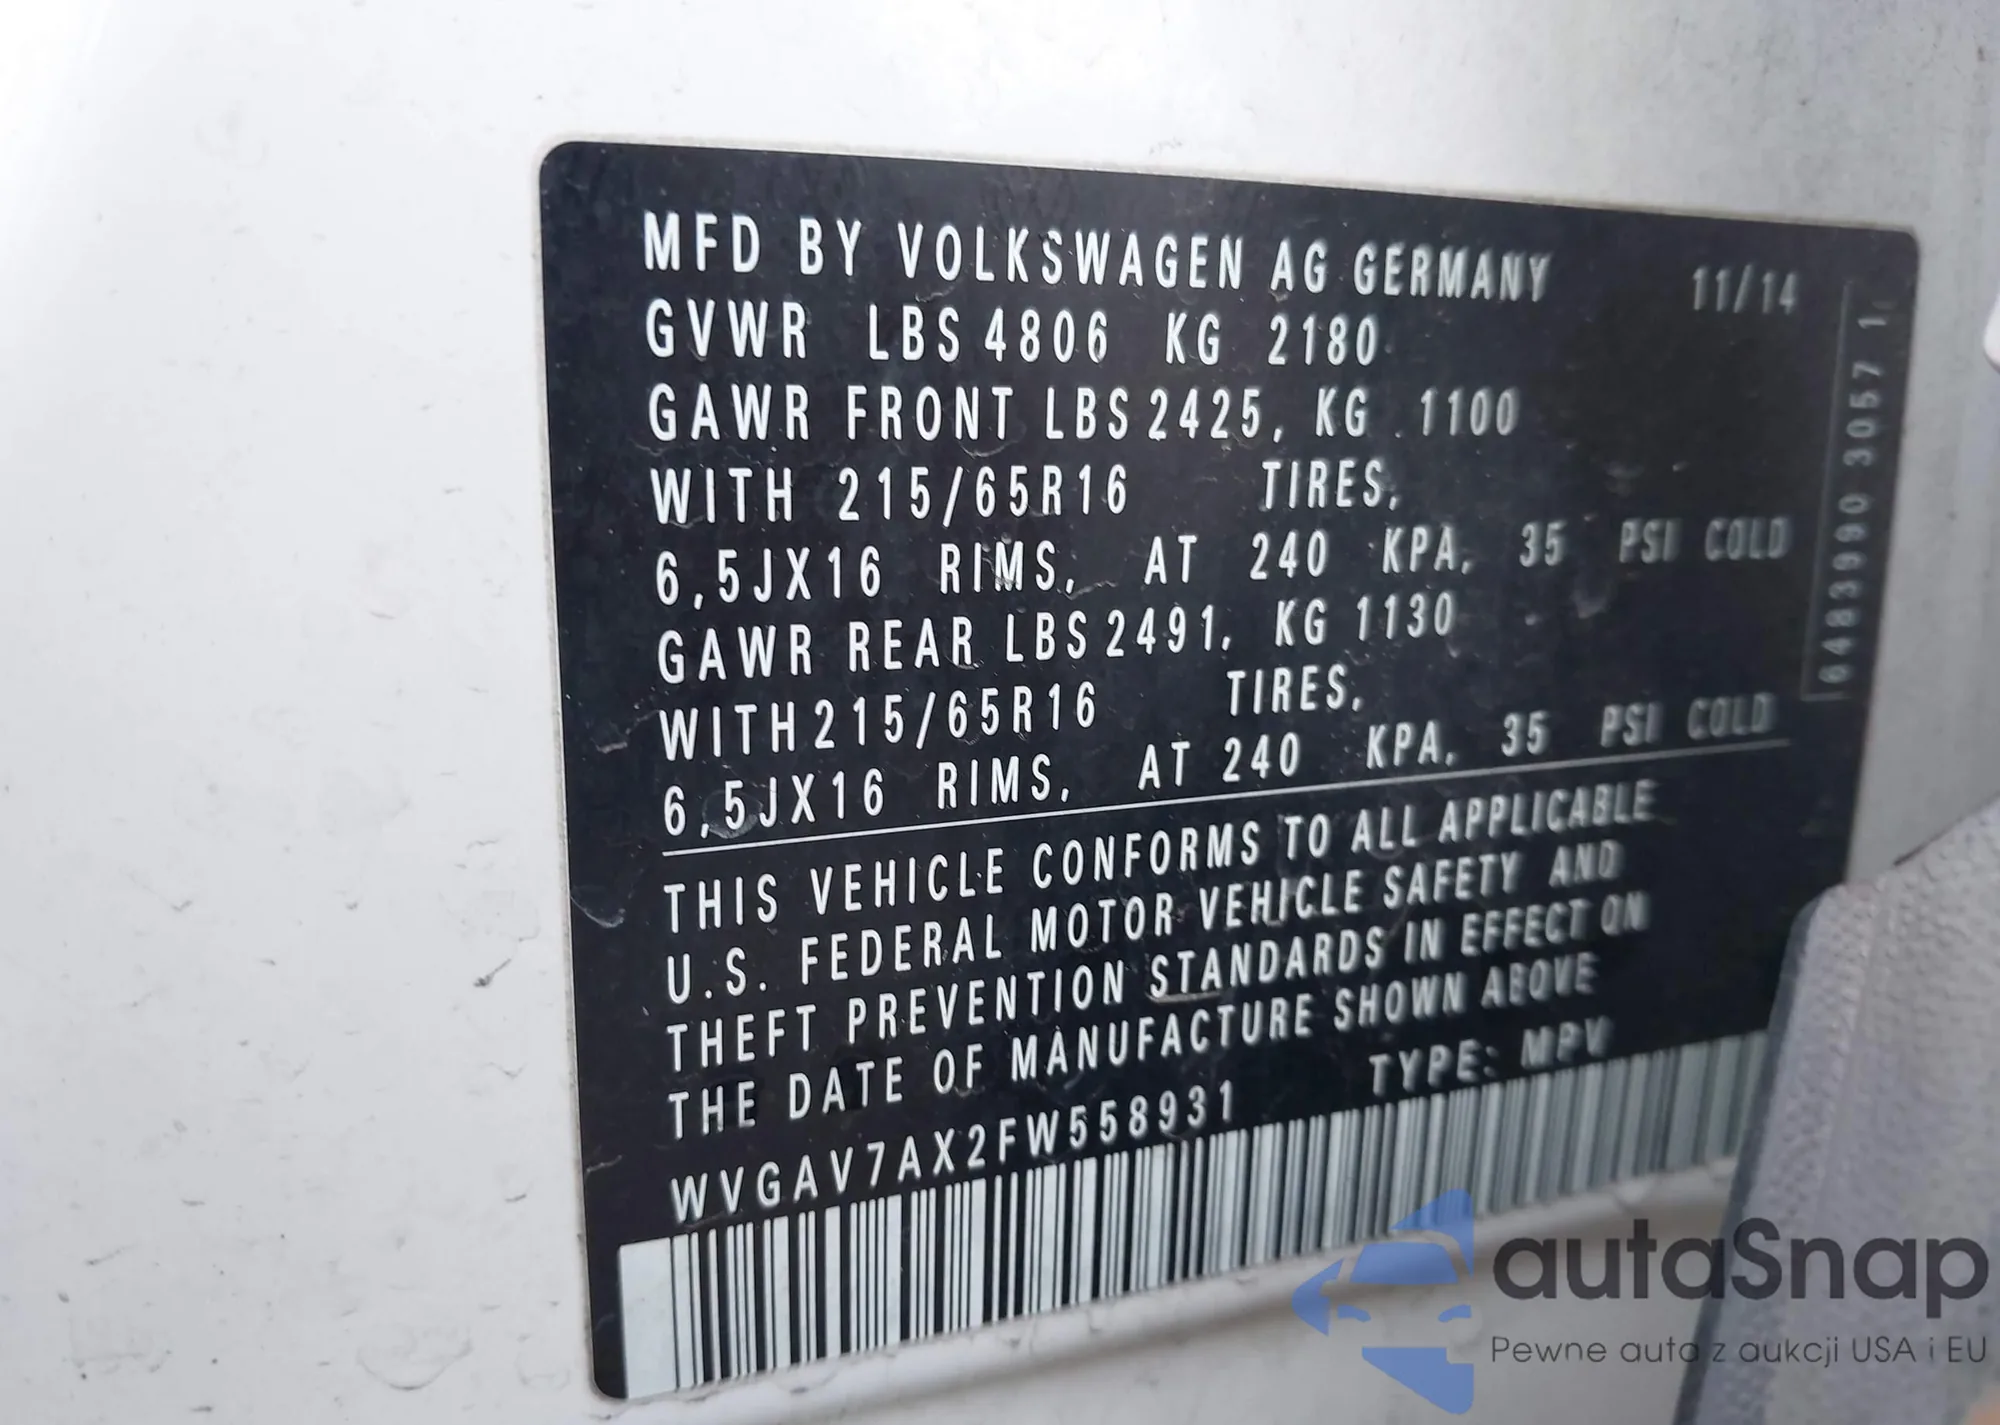 MFD BY VOLKSWAGEN AG GERMANY 11/14
GVWR LBS 4806 KG 2180
GAWR FRONT LBS 2425, KG 1100
WITH 215/65R16 TIRES,
6,5JX16 RIMS, AT 240 KPA, 35 PSI COLD
GAWR REAR LBS 2491, KG 1130
WITH 215/65R16 TIRES,
6,5JX16 RIMS, AT 240 KPA, 35 PSI COLD
THIS VEHICLE CONFORMS TO ALL APPLICABLE
U.S. FEDERAL MOTOR VEHICLE SAFETY AND
THEFT PREVENTION STANDARDS IN EFFECT ON
THE DATE OF MANUFACTURE SHOWN ABOVE
WVGAV7AX2FW558931 TYPE: MPV
autaSnap
Pewne auta z aukcji USA i EU